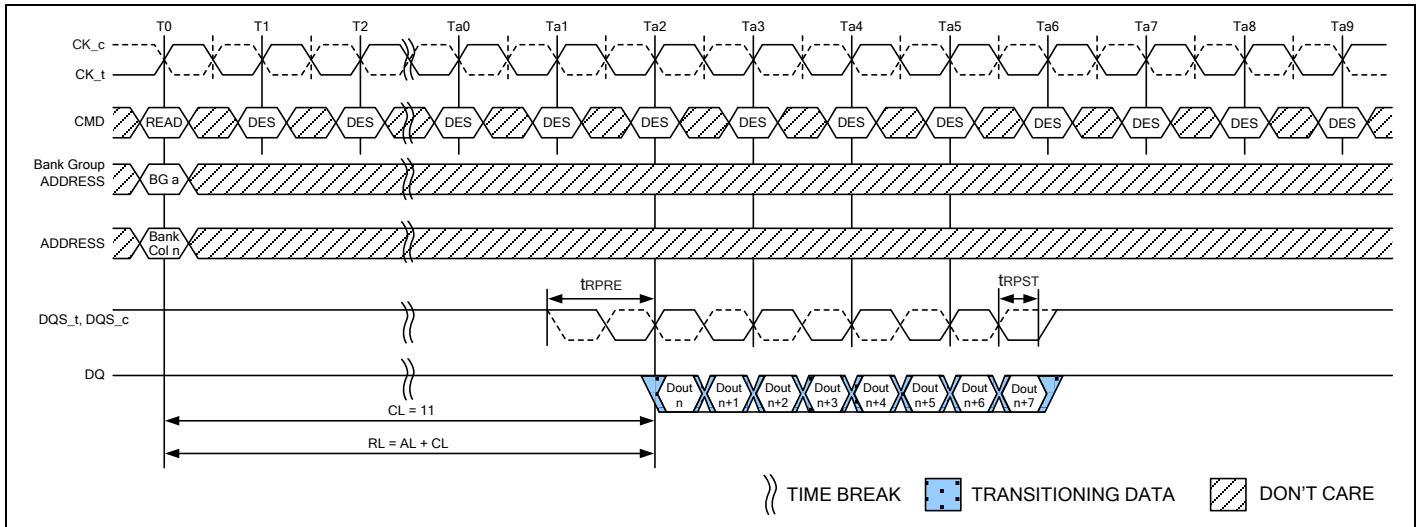 T0 T1 T2 Ta0 Ta1 Ta2 Ta3 Ta4 Ta5 Ta6 Ta7 Ta8 Ta9
CK_c
CK_t
CMD READ DES DES DES DES DES DES DES DES DES DES DES DES
Bank Group
ADDRESS BG a
ADDRESS Bank
Col n
tRPRE tRPST
DQS_t, DQS_c
DQ Dout Dout Dout Dout Dout Dout Dout Dout
n n+1 n+2 n+3 n+4 n+5 n+6 n+7
CL = 11
RL = AL + CL
TIME BREAK TRANSITIONING DATA DON'T CARE